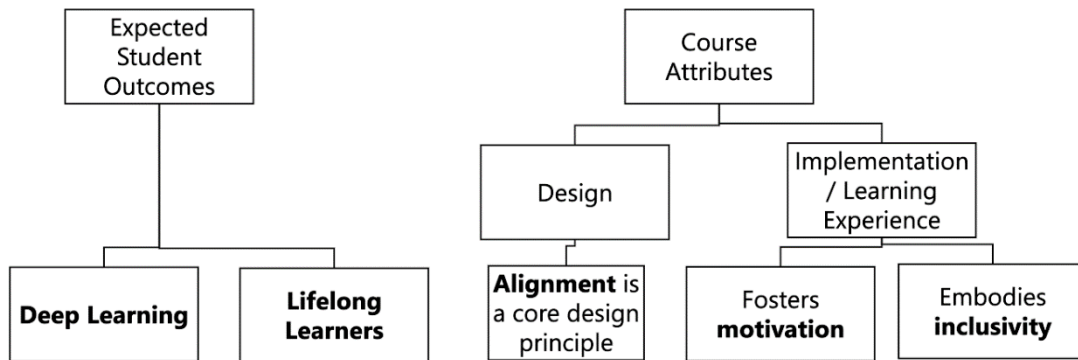 Expected
Student
Outcomes
Deep Learning
Lifelong
Learners
Course
Attributes
Design
Alignment is
a core design
principle
Implementation
/ Learning
Experience
Fosters
motivation
Embodies
inclusivity